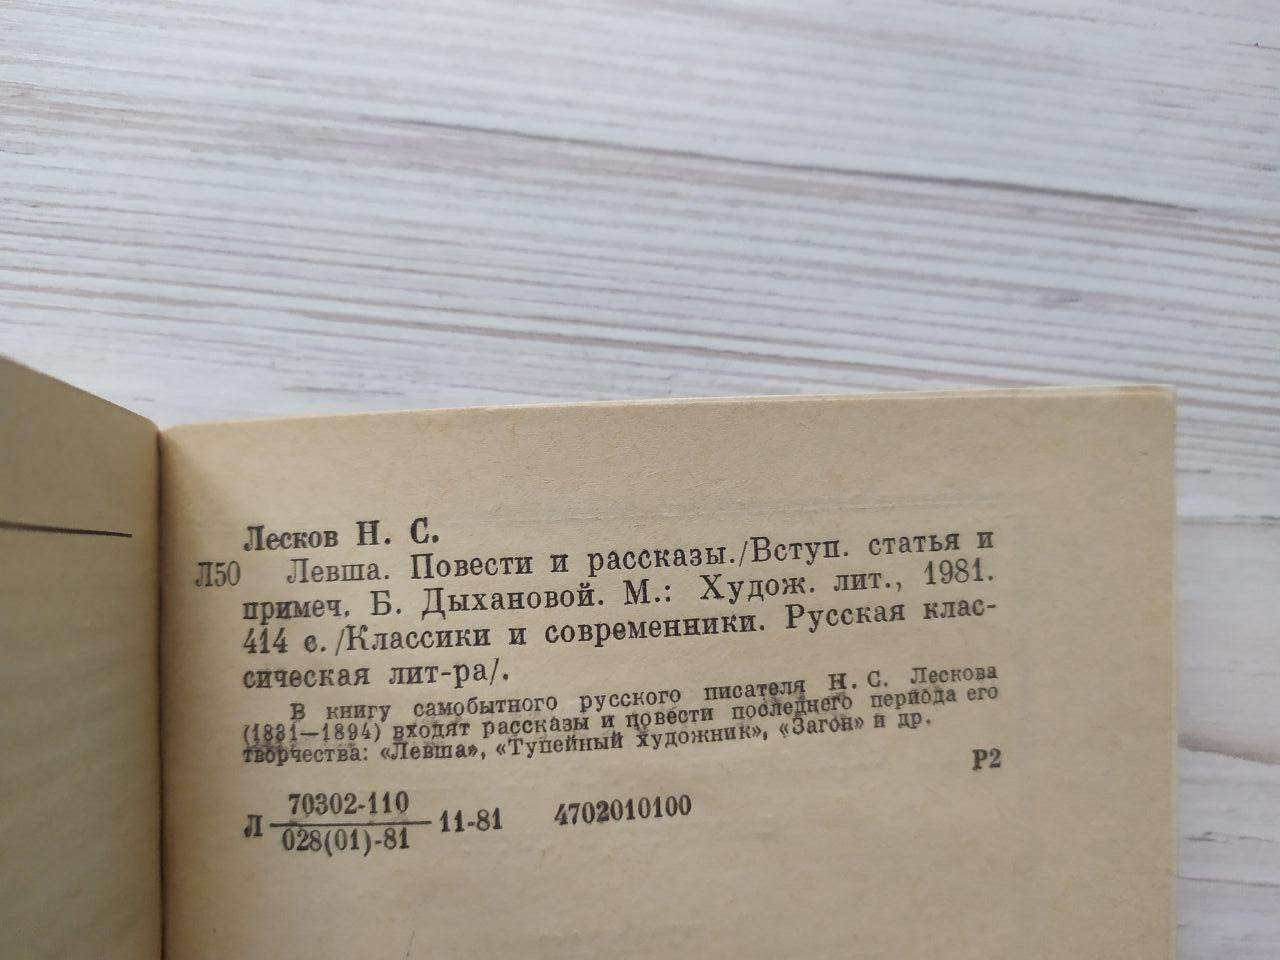 Лесков Н. С.
Л50 Левша. Повести и рассказы./Вступ. статья и
примеч. Б. Дыхановой. М.: Худож. лит., 1981.
414 с. /Классики и современники. Русская клас-
сическая лит-ра/.
В книгу самобытного русского писателя Н. С. Лескова
(1881—1894) входят рассказы и повести последнего периода его
творчества: «Левша», «Тупейный художник», «Загон» и др.
Р2
70302-110
Л 11-81 4702010100
028(01)-81